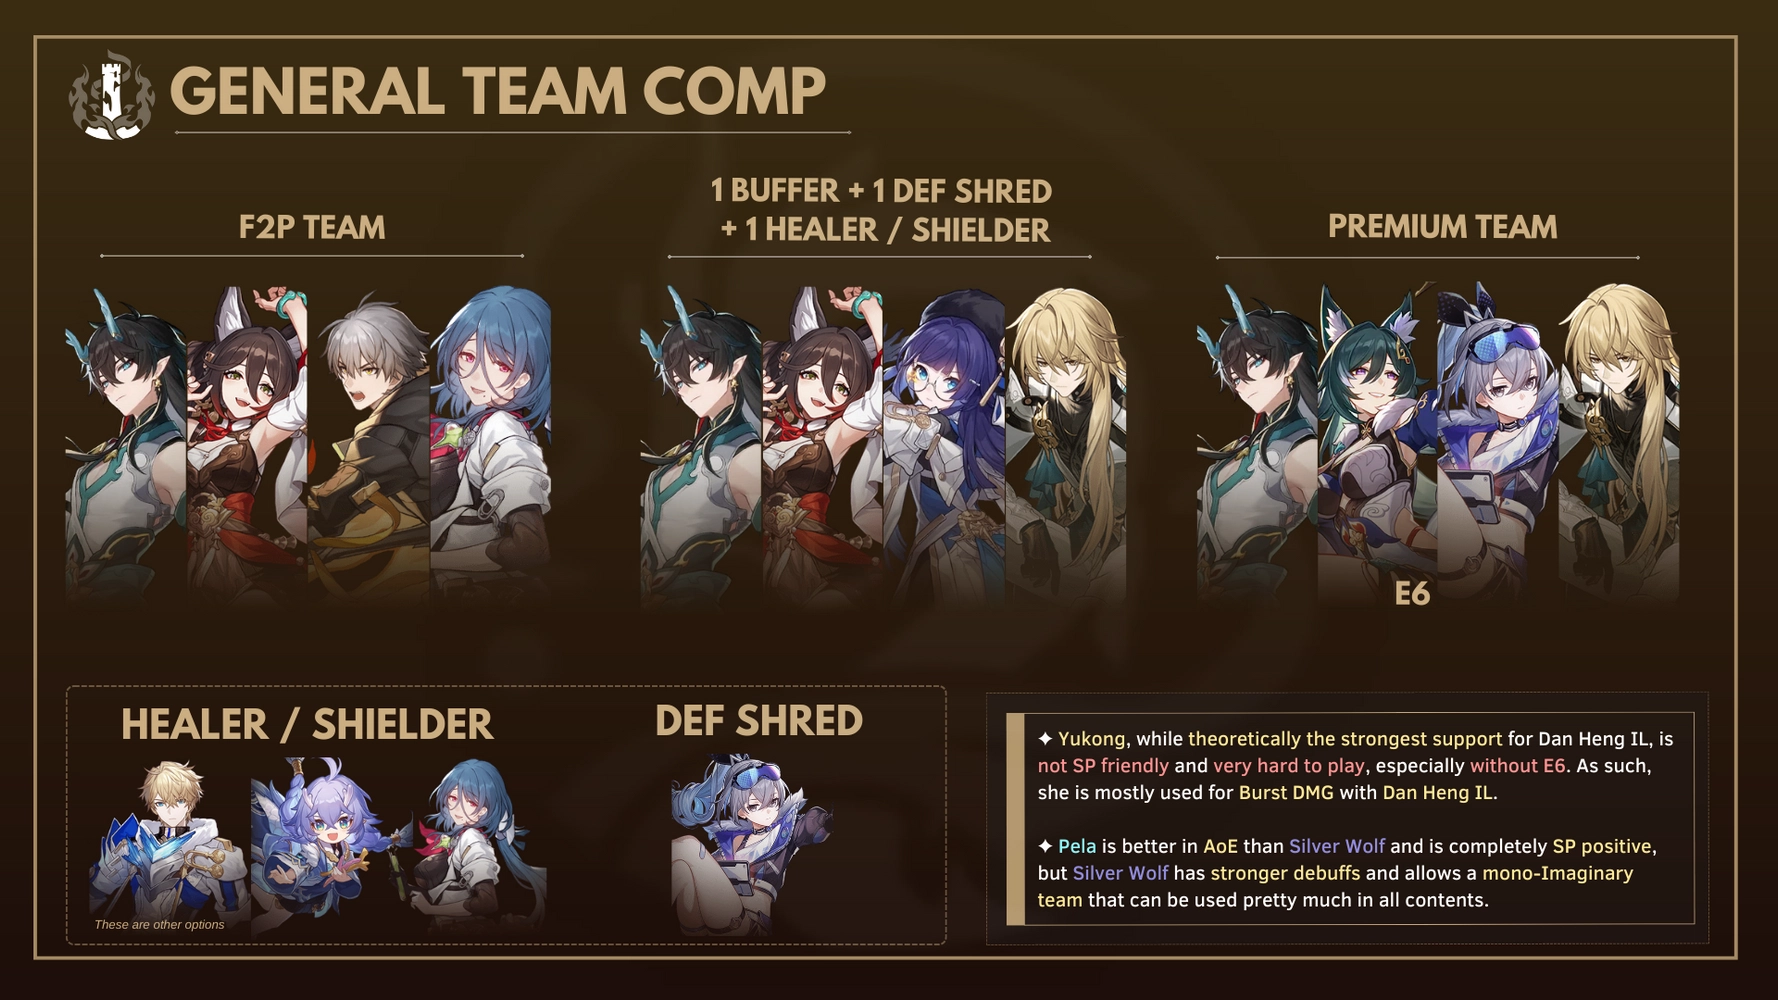 GENERAL TEAM COMP
F2P TEAM
1 BUFFER + 1 DEF SHRED
+ 1 HEALER / SHIELDER
PREMIUM TEAM
E6
HEALER / SHIELDER
DEF SHRED
These are other options
✦ Yukong, while theoretically the strongest support for Dan Heng IL, is
not SP friendly and very hard to play, especially without E6. As such,
she is mostly used for Burst DMG with Dan Heng IL.
✦ Pela is better in AoE than Silver Wolf and is completely SP positive,
but Silver Wolf has stronger debuffs and allows a mono-Imaginary
team that can be used pretty much in all contents.